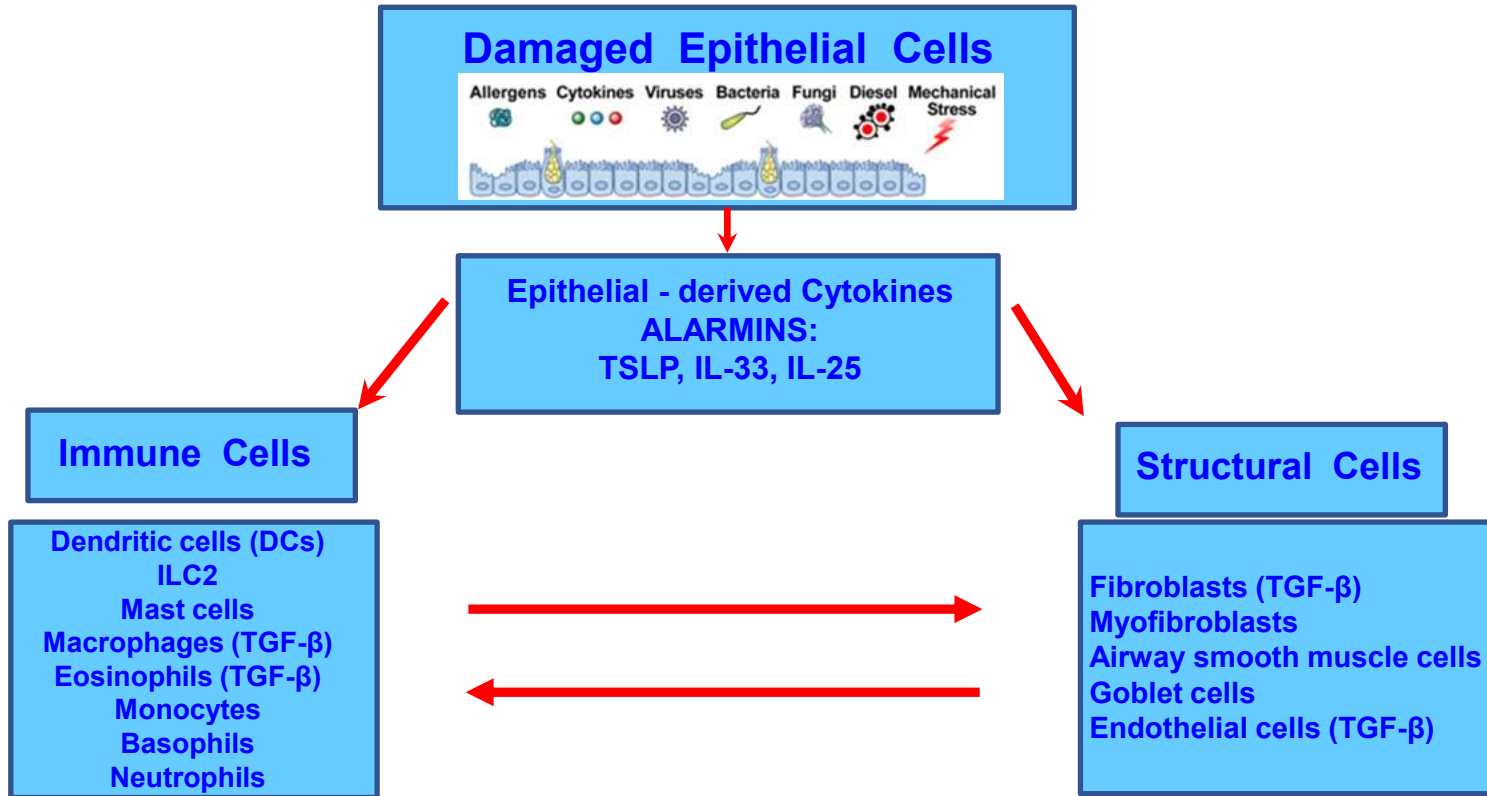 Damaged Epithelial Cells
Allergens Cytokines Viruses Bacteria Fungi Diesel Mechanical
Stress
Epithelial - derived Cytokines
ALARMINS:
TSLP, IL-33, IL-25
Immune Cells
Structural Cells
Dendritic cells (DCs)
ILC2
Mast cells
Macrophages (TGF-β)
Eosinophils (TGF-β)
Monocytes
Basophils
Neutrophils
Fibroblasts (TGF-β)
Myofibroblasts
Airway smooth muscle cells
Goblet cells
Endothelial cells (TGF-β)